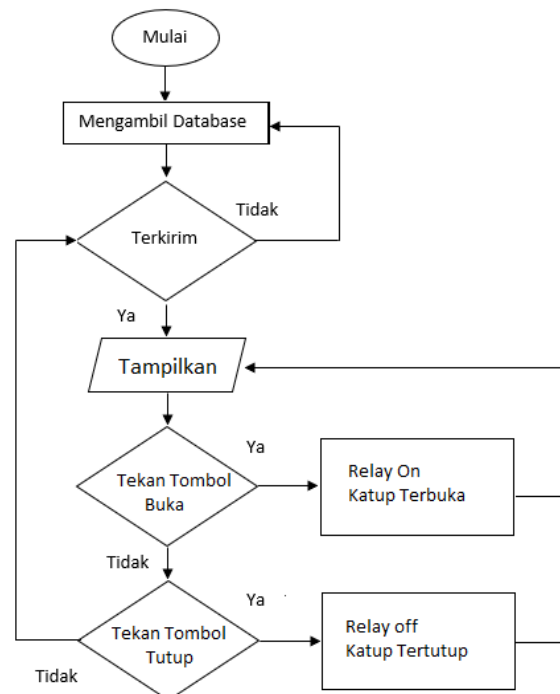 Mulai
Mengambil Database
Tidak
Terkirim
Ya
Tampilkan
Ya
Tekan Tombol
Buka
Relay On
Katup Terbuka
Tidak
Ya
Tekan Tombol
Tutup
Relay off
Katup Tertutup
Tidak